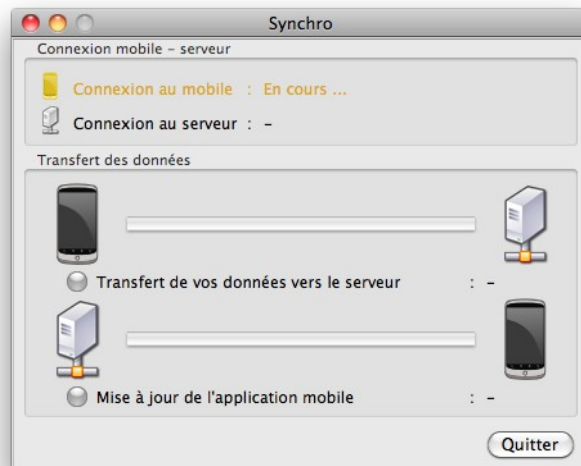 Synchro
Connexion mobile – serveur
Connexion au mobile : En cours ...
Connexion au serveur : –
Transfert des données
Transfert de vos données vers le serveur : –
Mise à jour de l'application mobile : –
Quitter